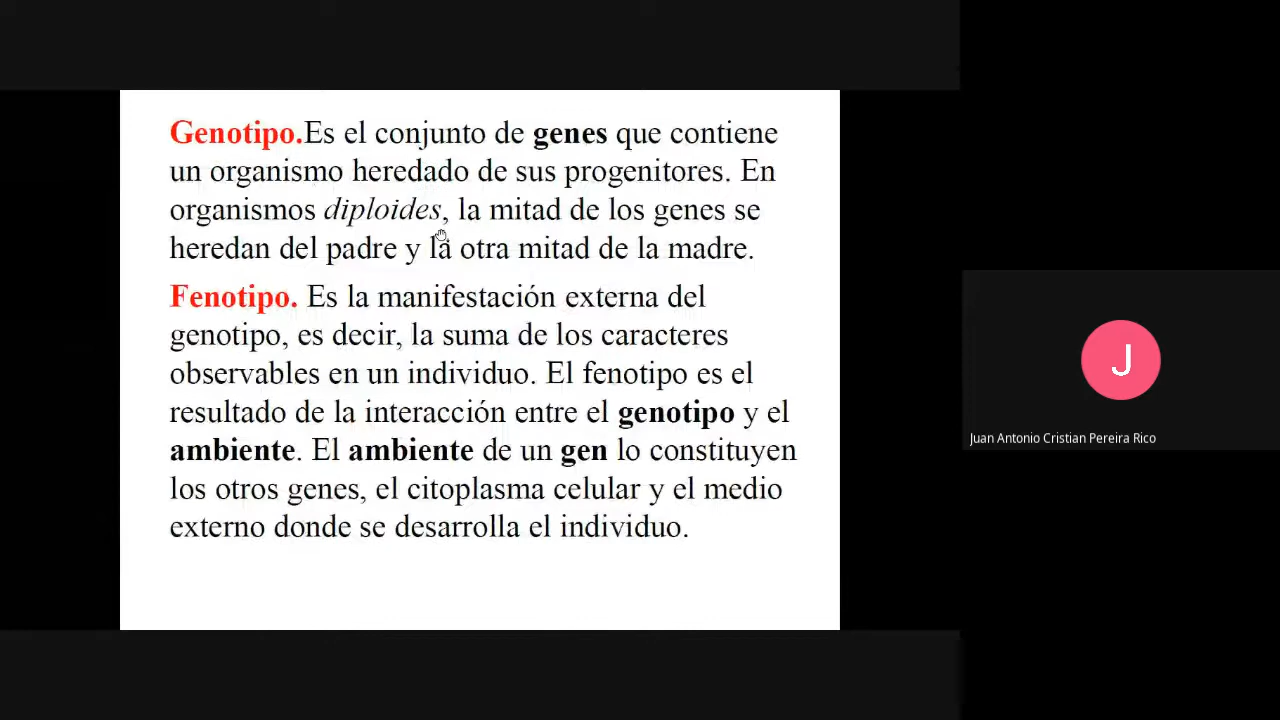 Genotipo.Es el conjunto de genes que contiene
un organismo heredado de sus progenitores. En
organismos diploides, la mitad de los genes se
heredan del padre y la otra mitad de la madre.
Fenotipo. Es la manifestación externa del
genotipo, es decir, la suma de los caracteres
observables en un individuo. El fenotipo es el
resultado de la interacción entre el genotipo y el
ambiente. El ambiente de un gen lo constituyen
los otros genes, el citoplasma celular y el medio
externo donde se desarrolla el individuo.
J
Juan Antonio Cristian Pereira Rico